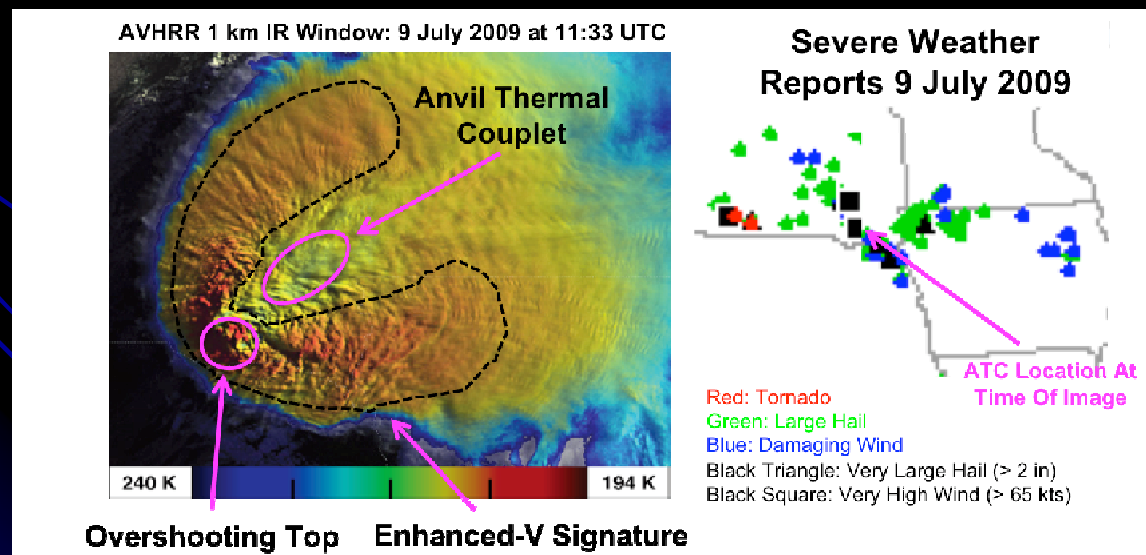 AVHRR 1 km IR Window: 9 July 2009 at 11:33 UTC
Anvil Thermal
Couplet
240 K
194 K
Overshooting Top
Enhanced-V Signature
Severe Weather
Reports 9 July 2009
ATC Location At
Time Of Image
Red: Tornado
Green: Large Hail
Blue: Damaging Wind
Black Triangle: Very Large Hail (> 2 in)
Black Square: Very High Wind (> 65 kts)